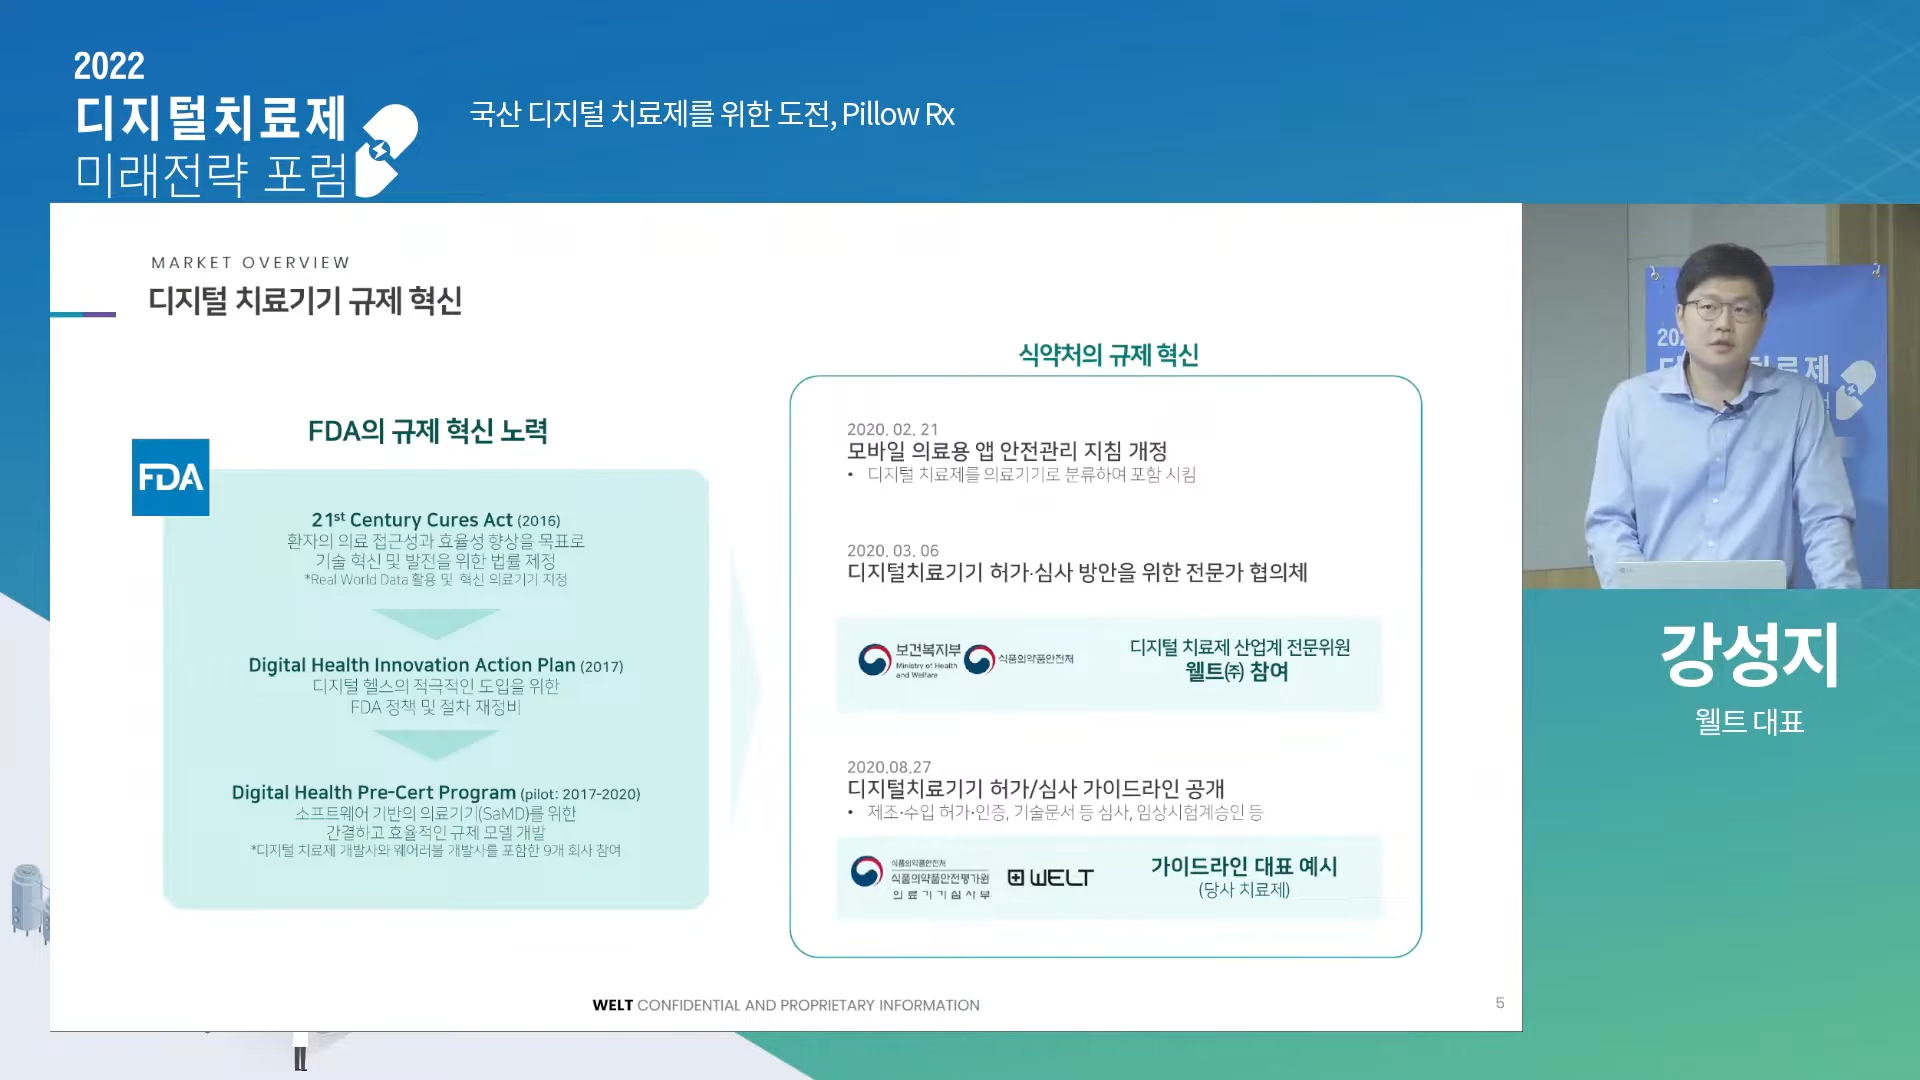 2022
디지털치료제
미래전략 포럼
국산 디지털 치료제를 위한 도전, Pillow Rx
MARKET OVERVIEW
디지털 치료기기 규제 혁신
FDA의 규제 혁신 노력
FDA
21st Century Cures Act (2016)
환자의 의료 접근성과 효율성 향상을 목표로
기술 혁신 및 발전을 위한 법률 제정
*Real World Data 활용 및 혁신 의료기기 지정
Digital Health Innovation Action Plan (2017)
디지털 헬스의 적극적인 도입을 위한
FDA 정책 및 절차 재정비
Digital Health Pre-Cert Program (pilot: 2017-2020)
소프트웨어 기반의 의료기기(SaMD)를 위한
간결하고 효율적인 규제 모델 개발
*디지털 치료제 개발사와 웨어러블 개발사를 포함한 9개 회사 참여
식약처의 규제 혁신
2020. 02. 21
모바일 의료용 앱 안전관리 지침 개정
• 디지털 치료제를 의료기기로 분류하여 포함 시킴
2020. 03. 06
디지털치료기기 허가·심사 방안을 위한 전문가 협의체
보건복지부
Ministry of Health
and Welfare
식품의약품안전처
디지털 치료제 산업계 전문위원
웰트㈜ 참여
2020.08.27
디지털치료기기 허가/심사 가이드라인 공개
• 제조·수입 허가·인증, 기술문서 등 심사, 임상시험계승인 등
식품의약품안전처
식품의약품안전평가원
의료기기심사부
WELT
가이드라인 대표 예시
(당사 치료제)
WELT CONFIDENTIAL AND PROPRIETARY INFORMATION
5
강성지
웰트 대표